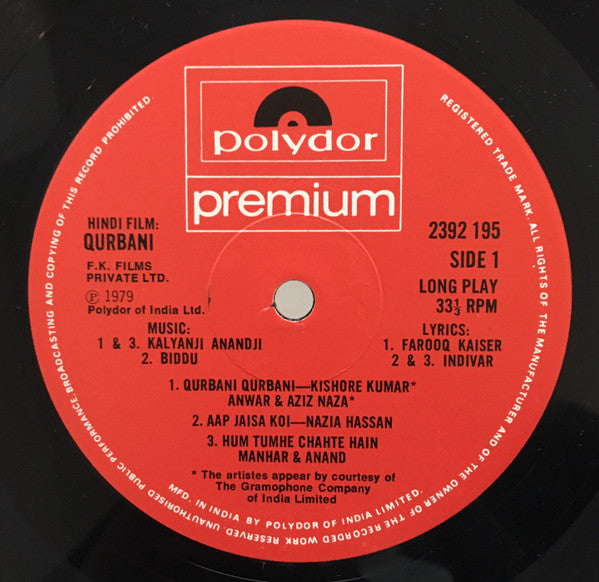 polydor
premium
HINDI FILM:
QURBANI
F.K. FILMS
PRIVATE LTD.
Ⓟ 1979
Polydor of India Ltd.
2392 195
SIDE 1
LONG PLAY
33⅓ RPM
MUSIC:
1 & 3. KALYANJI ANANDJI
2. BIDDU
LYRICS:
1. FAROOQ KAISER
2 & 3. INDIVAR
1. QURBANI QURBANI—KISHORE KUMAR*
ANWAR & AZIZ NAZA*
2. AAP JAISA KOI—NAZIA HASSAN
3. HUM TUMHE CHAHTE HAIN
MANHAR & ANAND
* The artistes appear by courtesy of
The Gramophone Company
of India Limited
MFD. IN INDIA BY POLYDOR OF INDIA LIMITED.
REGISTERED TRADE MARK. ALL RIGHTS OF THE MANUFACTURER AND OF THE OWNER OF THE RECORDED WORK RESERVED. UNAUTHORISED PUBLIC PERFORMANCE, BROADCASTING AND COPYING OF THIS RECORD PROHIBITED.